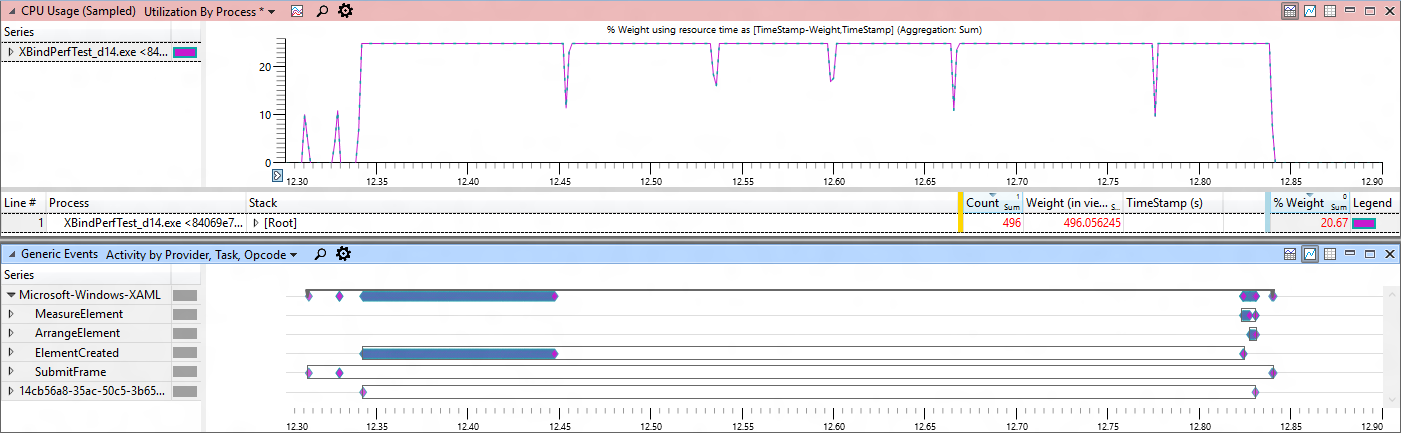 CPU Usage (Sampled) Utilization By Process *
Series
XBindPerfTest_d14.exe <84...
% Weight using resource time as [TimeStamp-Weight,TimeStamp] (Aggregation: Sum)
20
10
0
12.30 12.35 12.40 12.45 12.50 12.55 12.60 12.65 12.70 12.75 12.80 12.85 12.90
Line # Process Stack Count 1 Sum Weight (in vie... S... TimeStamp (s) % Weight 0 Sum Legend
1 XBindPerfTest_d14.exe <84069e7... [Root] 496 496.056245 20.67
Generic Events Activity by Provider, Task, Opcode
Series
Microsoft-Windows-XAML
MeasureElement
ArrangeElement
ElementCreated
SubmitFrame
14cb56a8-35ac-50c5-3b65...
12.30 12.35 12.40 12.45 12.50 12.55 12.60 12.65 12.70 12.75 12.80 12.85 12.90